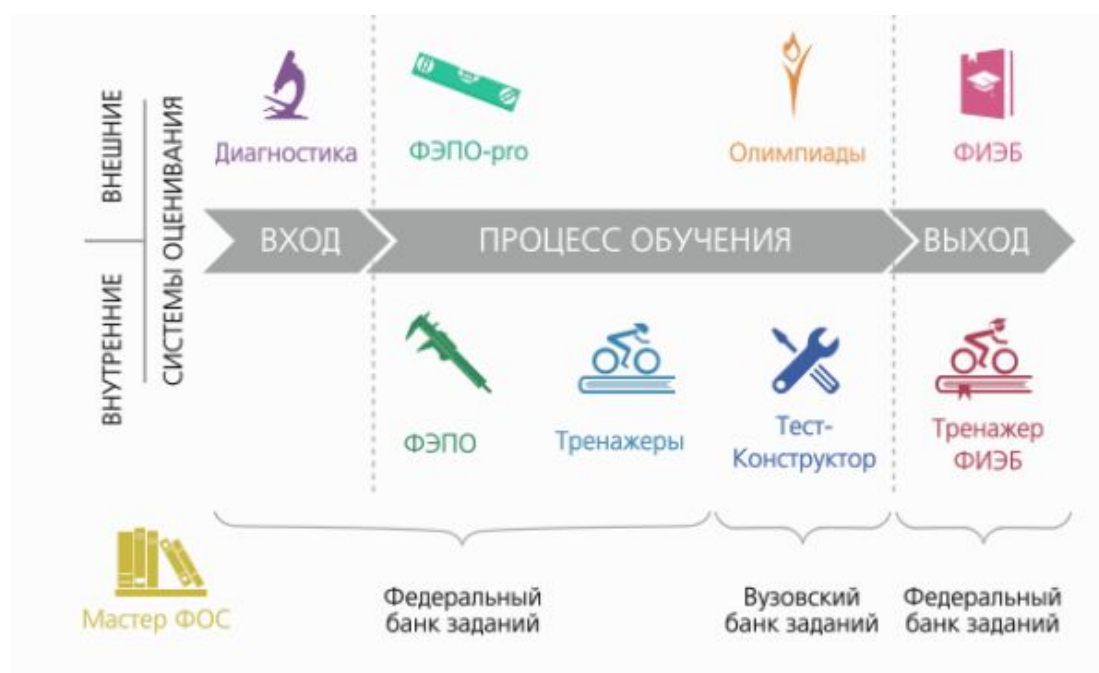 ВНЕШНИЕ
ВНУТРЕННИЕ
СИСТЕМЫ ОЦЕНИВАНИЯ
Диагностика
ФЭПО-pro
Олимпиады
ФИЭБ
ВХОД
ПРОЦЕСС ОБУЧЕНИЯ
ВЫХОД
ФЭПО
Тренажеры
Тест-
Конструктор
Тренажер
ФИЭБ
Мастер ФОС
Федеральный
банк заданий
Вузовский
банк заданий
Федеральный
банк заданий